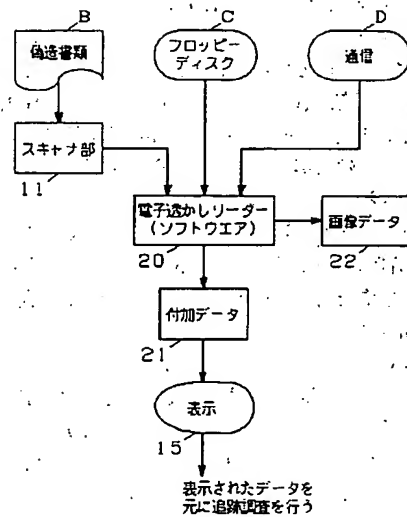 B
C
D
偽造書類
フロッピー
ディスク
通信
スキャナ部
11
電子透かしリーダー
(ソフトウエア)
20
画像データ
22
付加データ
21
表示
15
表示されたデータを
元に追跡調査を行う